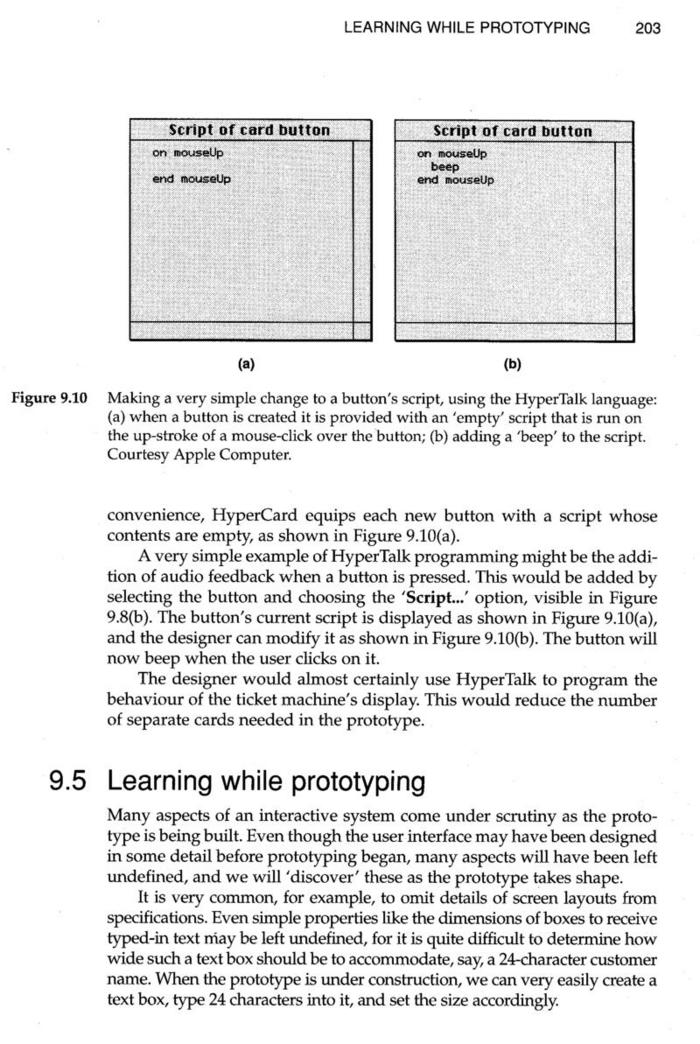 LEARNING WHILE PROTOTYPING 203
Script of card button
on mouseUp
end mouseUp
(a)
Script of card button
on mouseUp
beep
end mouseUp
(b)
Figure 9.10 Making a very simple change to a button's script, using the HyperTalk language:
(a) when a button is created it is provided with an 'empty' script that is run on
the up-stroke of a mouse-click over the button; (b) adding a 'beep' to the script.
Courtesy Apple Computer.
convenience, HyperCard equips each new button with a script whose
contents are empty, as shown in Figure 9.10(a).
A very simple example of HyperTalk programming might be the addi-
tion of audio feedback when a button is pressed. This would be added by
selecting the button and choosing the 'Script...' option, visible in Figure
9.8(b). The button's current script is displayed as shown in Figure 9.10(a),
and the designer can modify it as shown in Figure 9.10(b). The button will
now beep when the user clicks on it.
The designer would almost certainly use HyperTalk to program the
behaviour of the ticket machine's display. This would reduce the number
of separate cards needed in the prototype.
9.5 Learning while prototyping
Many aspects of an interactive system come under scrutiny as the proto-
type is being built. Even though the user interface may have been designed
in some detail before prototyping began, many aspects will have been left
undefined, and we will 'discover' these as the prototype takes shape.
It is very common, for example, to omit details of screen layouts from
specifications. Even simple properties like the dimensions of boxes to receive
typed-in text may be left undefined, for it is quite difficult to determine how
wide such a text box should be to accommodate, say, a 24-character customer
name. When the prototype is under construction, we can very easily create a
text box, type 24 characters into it, and set the size accordingly.